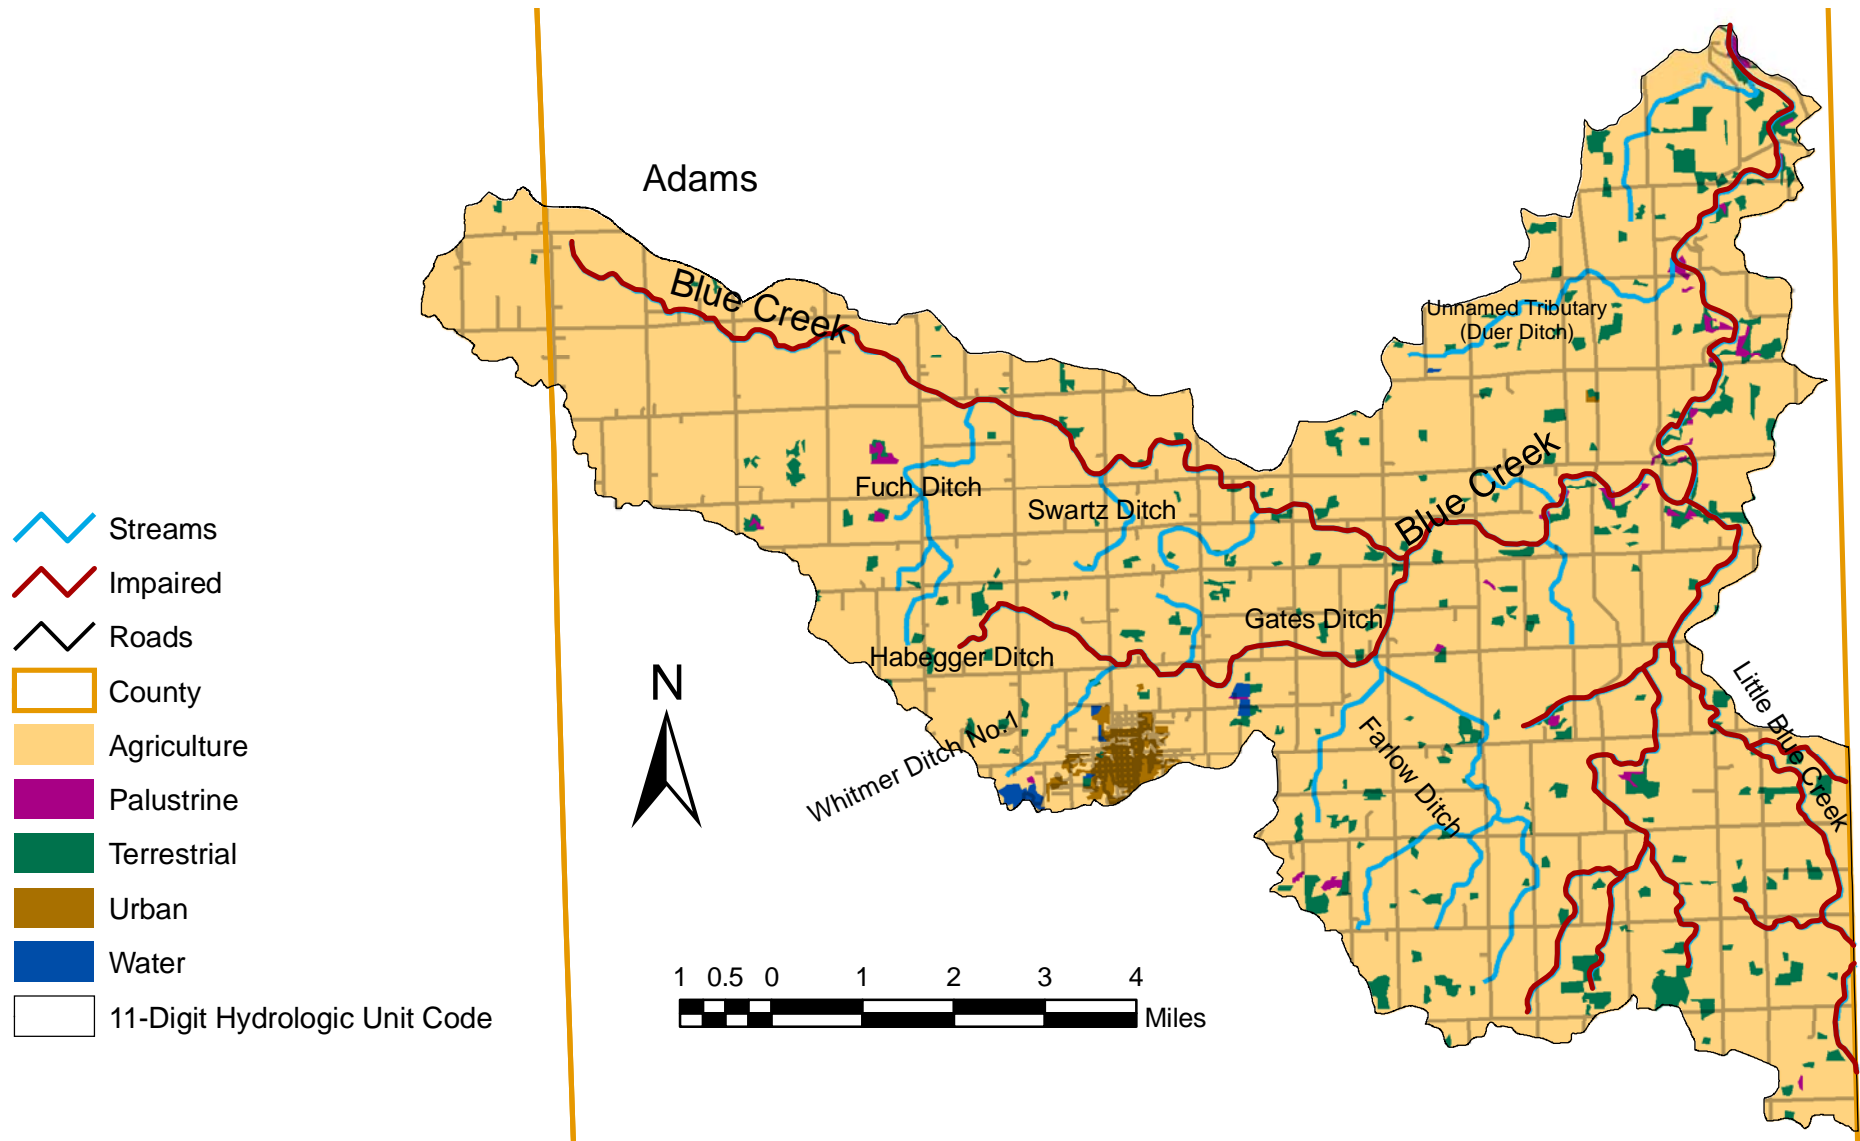 Adams
Blue Creek
Unnamed Tributary
(Duer Ditch)
Blue Creek
Fuch Ditch
Swartz Ditch
Gates Ditch
Habegger Ditch
Whitmer Ditch No.1
Farlow Ditch
Little Blue Creek
Streams
Impaired
Roads
County
Agriculture
Palustrine
Terrestrial
Urban
Water
11-Digit Hydrologic Unit Code
N
1 0.5 0 1 2 3 4
Miles